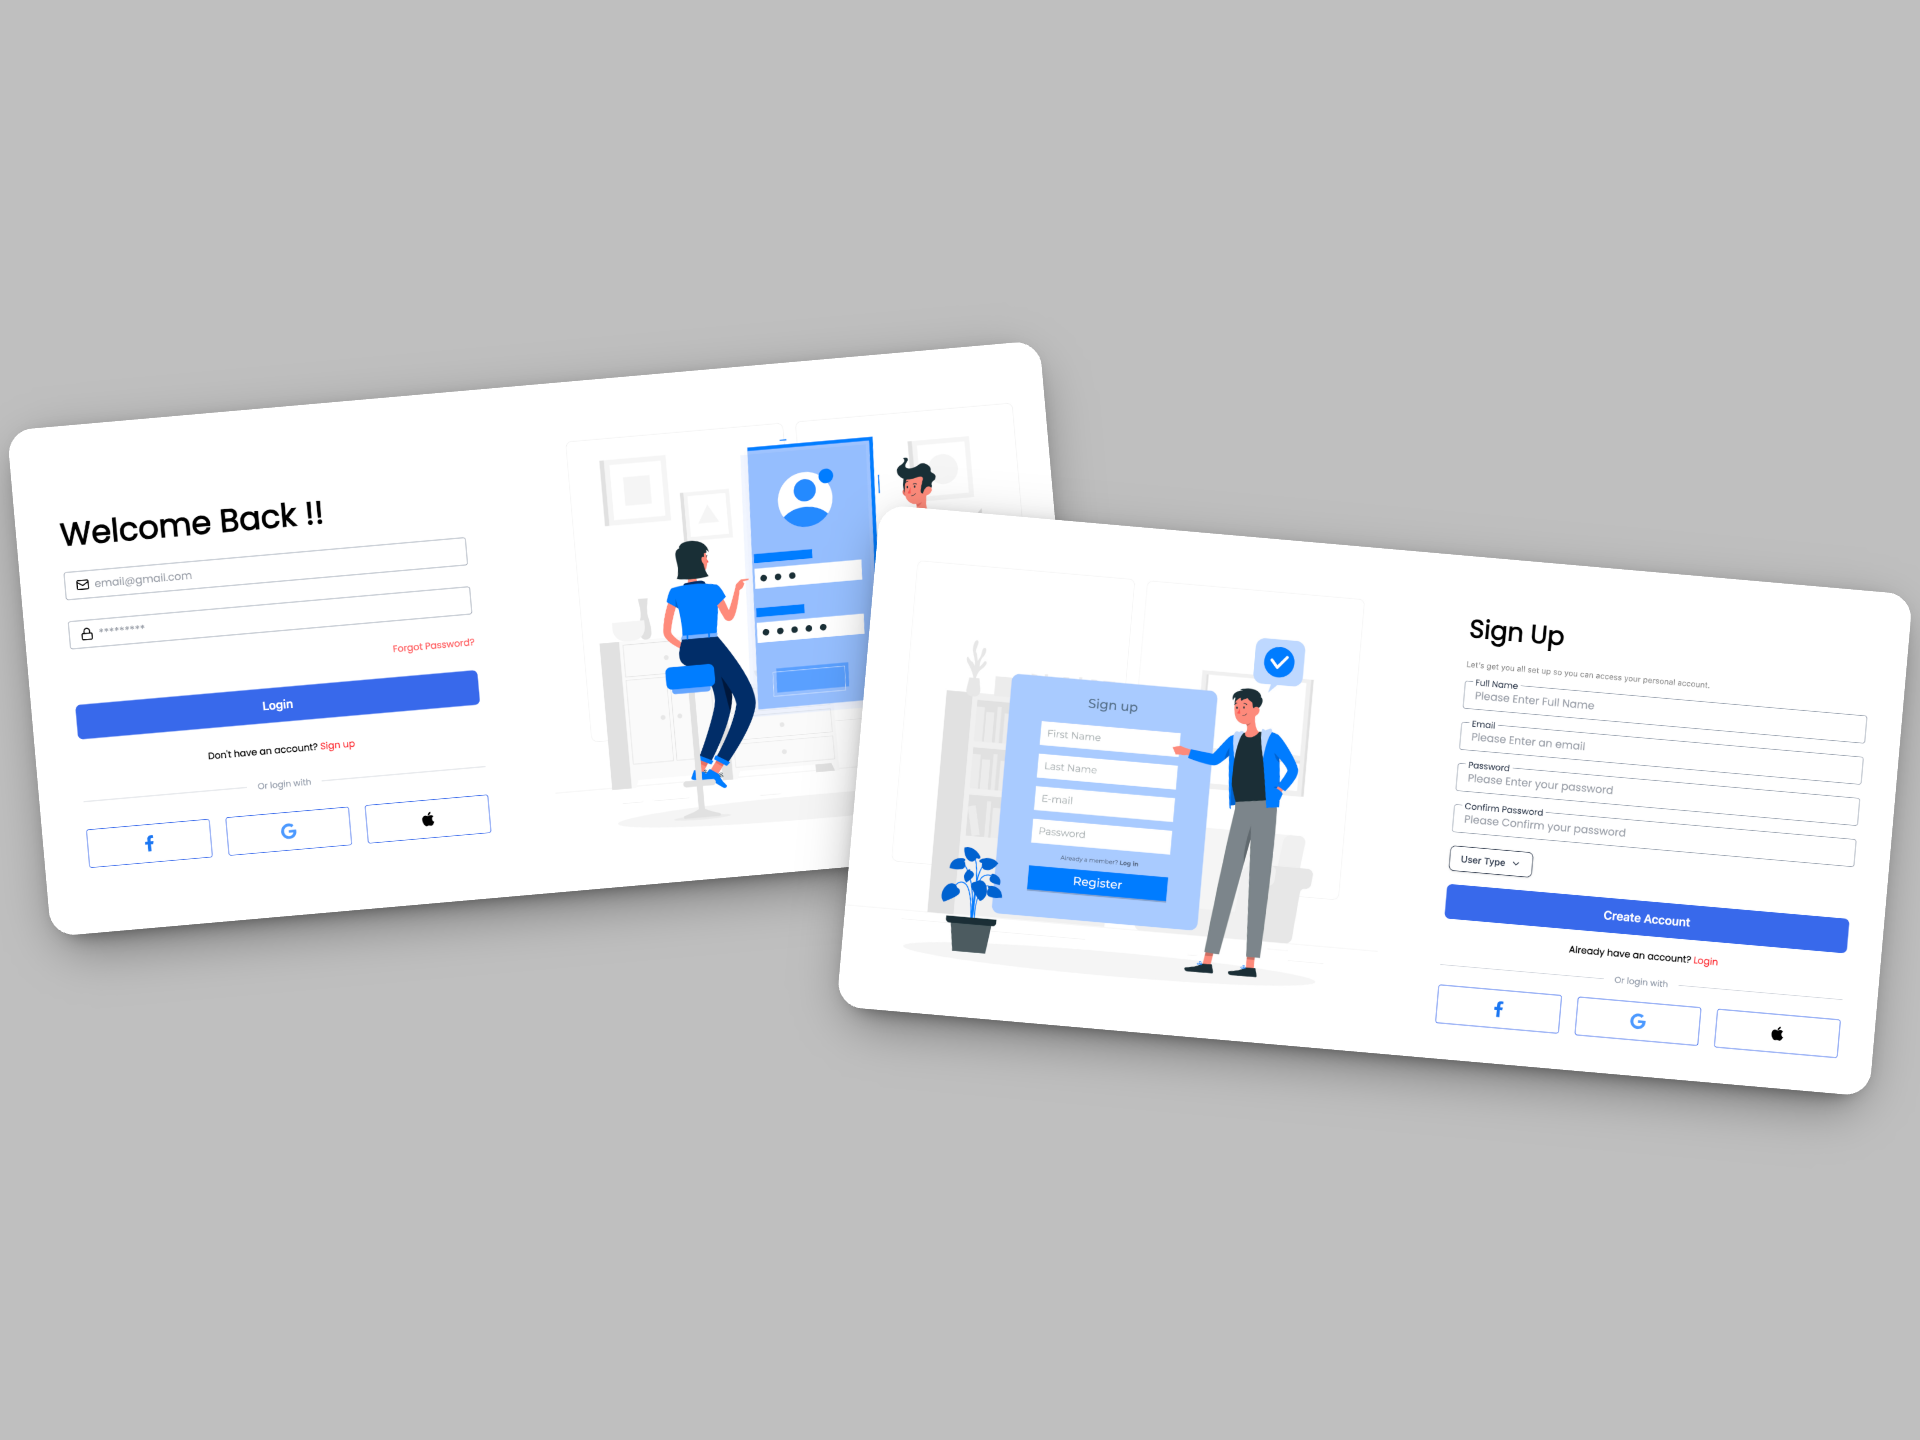 Welcome Back !!
email@gmail.com
*********
Forgot Password?
Login
Don't have an account? Sign up
Or login with
Sign up
First Name
Last Name
E-mail
Password
Already a member? Log in
Register
Sign Up
Let's get you all set up so you can access your personal account.
Full Name
Please Enter Full Name
Email
Please Enter an email
Password
Please Enter your password
Confirm Password
Please Confirm your password
User Type
Create Account
Already have an account? Login
Or login with